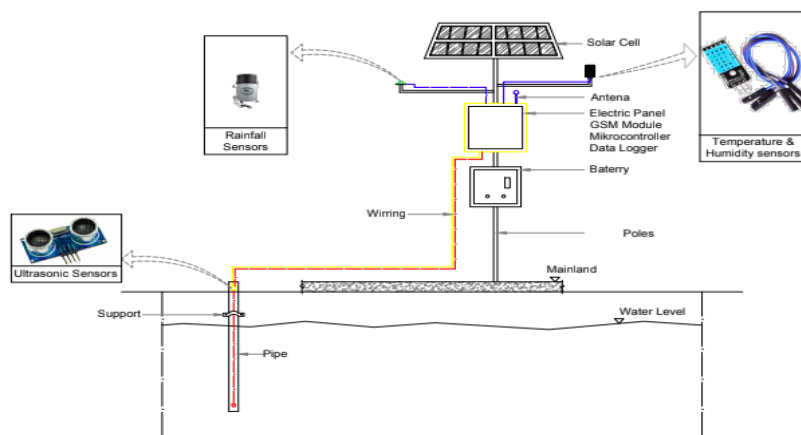 Solar Cell
Rainfall
Sensors
Antena
Electric Panel
GSM Module
Mikrocontroller
Data Logger
Temperature &
Humidity sensors
Baterry
Wirring
Poles
Ultrasonic Sensors
Mainland
Support
Water Level
Pipe